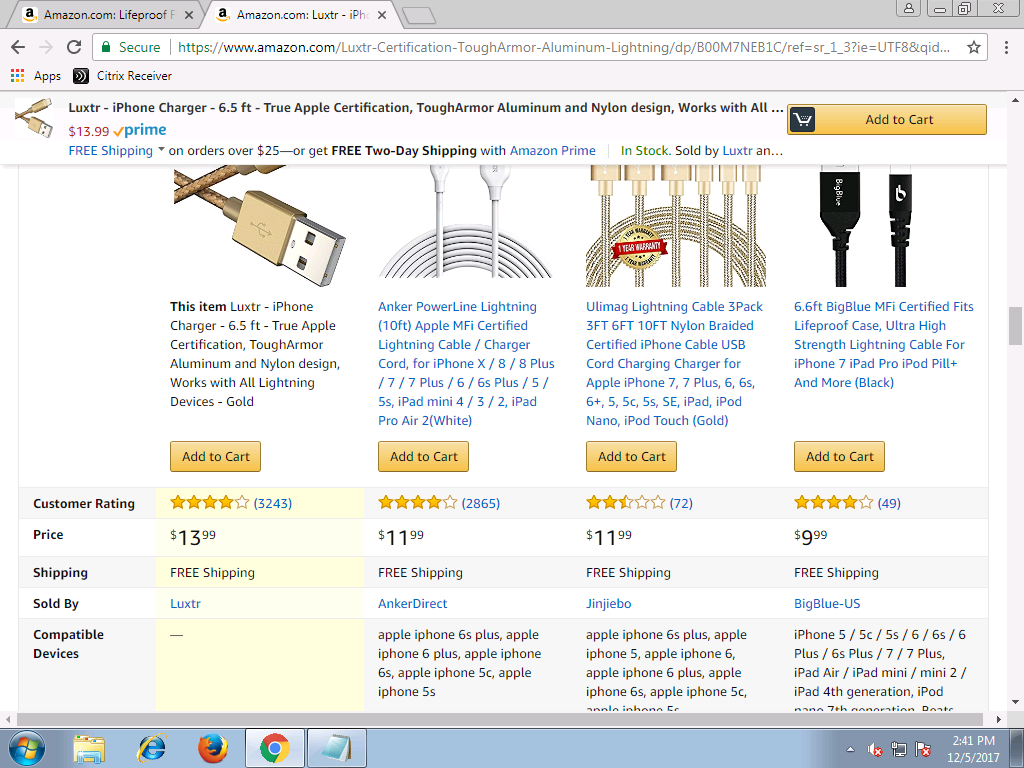 Amazon.com: Lifeproof F
Amazon.com: Luxtr - iPh
Secure
https://www.amazon.com/Luxtr-Certification-ToughArmor-Aluminum-Lightning/dp/B00M7NEB1C/ref=sr_1_3?ie=UTF8&qid...
Apps
Citrix Receiver
Luxtr - iPhone Charger - 6.5 ft - True Apple Certification, ToughArmor Aluminum and Nylon design, Works with All ...
$13.99 prime
FREE Shipping on orders over $25—or get FREE Two-Day Shipping with Amazon Prime
In Stock. Sold by Luxtr an...
Add to Cart
BigBlue
1 YEAR WARRANTY
1 YEAR WARRANTY
1 YEAR WARRANTY
This item Luxtr - iPhone
Charger - 6.5 ft - True Apple
Certification, ToughArmor
Aluminum and Nylon design,
Works with All Lightning
Devices - Gold
Anker PowerLine Lightning
(10ft) Apple MFi Certified
Lightning Cable / Charger
Cord, for iPhone X / 8 / 8 Plus
/ 7 / 7 Plus / 6 / 6s Plus / 5 /
5s, iPad mini 4 / 3 / 2, iPad
Pro Air 2(White)
Ulimag Lightning Cable 3Pack
3FT 6FT 10FT Nylon Braided
Certified iPhone Cable USB
Cord Charging Charger for
Apple iPhone 7, 7 Plus, 6, 6s,
6+, 5, 5c, 5s, SE, iPad, iPod
Nano, iPod Touch (Gold)
6.6ft BigBlue MFi Certified Fits
Lifeproof Case, Ultra High
Strength Lightning Cable For
iPhone 7 iPad Pro iPod Pill+
And More (Black)
Add to Cart
Add to Cart
Add to Cart
Add to Cart
Customer Rating
(3243)
(2865)
(72)
(49)
Price
$1399
$1199
$1199
$999
Shipping
FREE Shipping
FREE Shipping
FREE Shipping
FREE Shipping
Sold By
Luxtr
AnkerDirect
Jinjiebo
BigBlue-US
Compatible
Devices
—
apple iphone 6s plus, apple
iphone 6 plus, apple iphone
6s, apple iphone 5c, apple
iphone 5s
apple iphone 6s plus, apple
iphone 5, apple iphone 6,
apple iphone 6 plus, apple
iphone 6s, apple iphone 5c,
apple iphone 5s
iPhone 5 / 5c / 5s / 6 / 6s / 6
Plus / 6s Plus / 7 / 7 Plus,
iPad Air / iPad mini / mini 2 /
iPad 4th generation, iPod
nano 7th generation, Beats
2:41 PM
12/5/2017